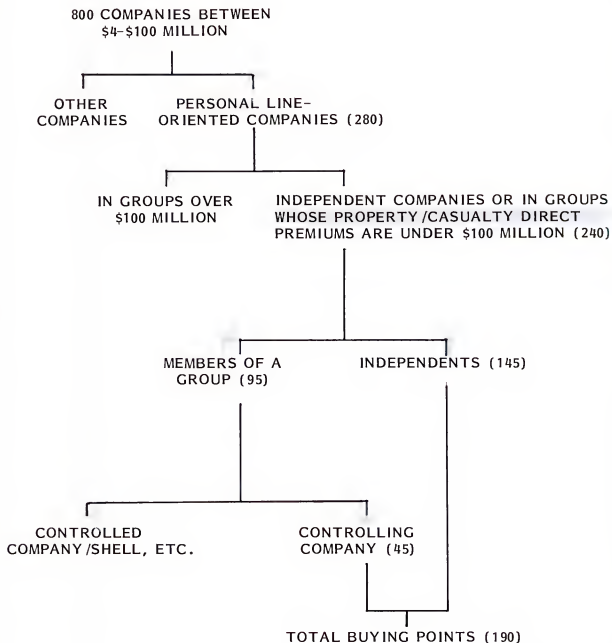 800 COMPANIES BETWEEN
$4-$100 MILLION
OTHER
COMPANIES
PERSONAL LINE-
ORIENTED COMPANIES (280)
IN GROUPS OVER
$100 MILLION
INDEPENDENT COMPANIES OR IN GROUPS
WHOSE PROPERTY/CASUALTY DIRECT
PREMIUMS ARE UNDER $100 MILLION (240)
MEMBERS OF A
GROUP (95)
INDEPENDENTS (145)
CONTROLLED
COMPANY/SHELL, ETC.
CONTROLLING
COMPANY (45)
TOTAL BUYING POINTS (190)